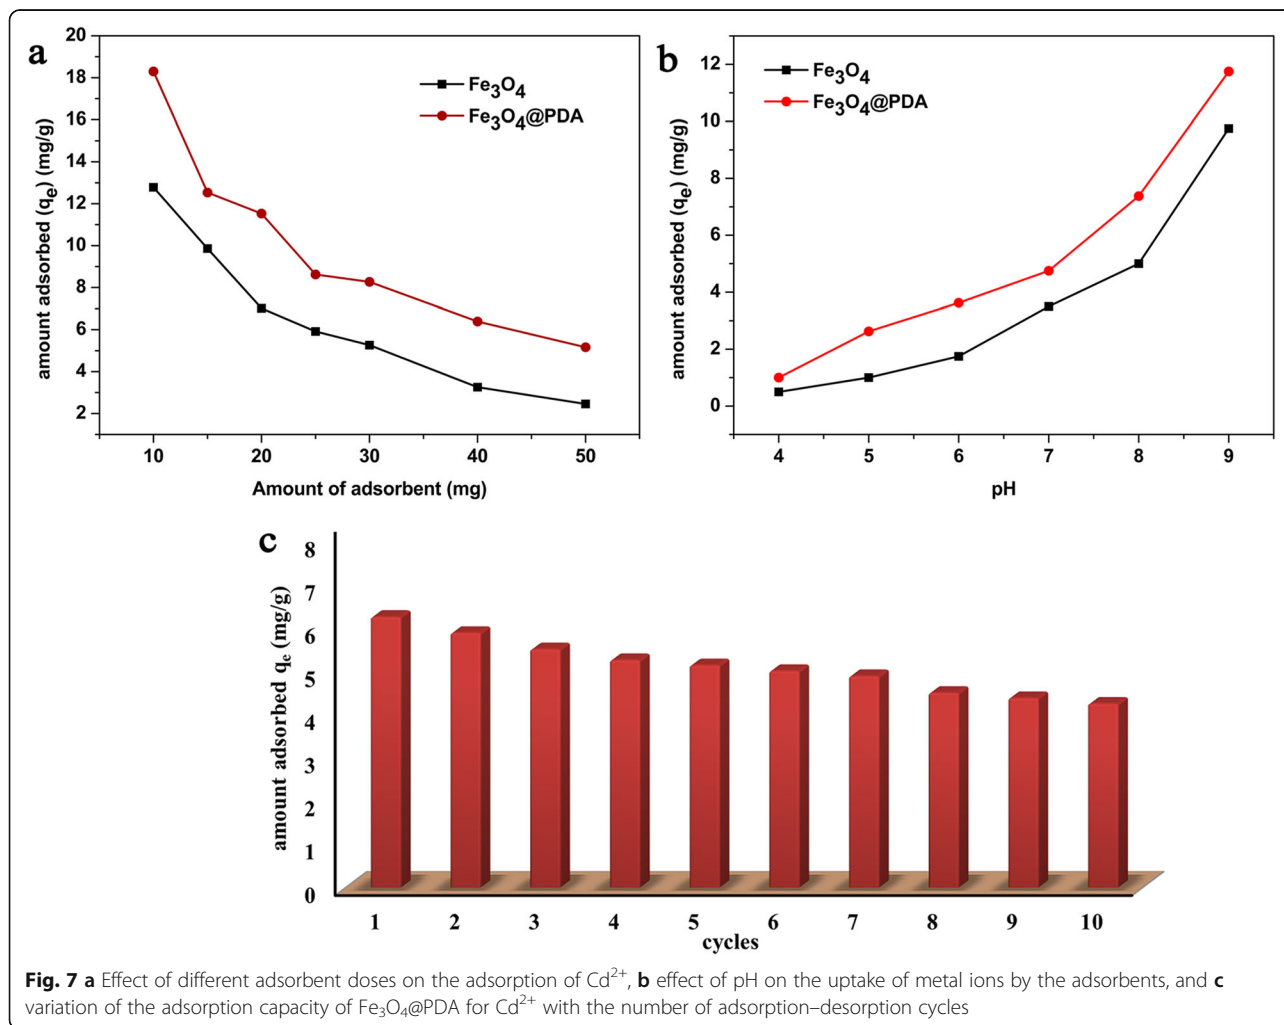 a
20
18
16
14
12
10
8
6
4
2
amount adsorbed (qe) (mg/g)
Fe3O4
Fe3O4@PDA
10 20 30 40 50
Amount of adsorbent (mg)
b
12
10
8
6
4
2
0
amount adsorbed (qe) (mg/g)
Fe3O4
Fe3O4@PDA
4 5 6 7 8 9
pH
c
8
7
6
5
4
3
2
1
0
amount adsorbed qe (mg/g)
1 2 3 4 5 6 7 8 9 10
cycles
Fig. 7 a Effect of different adsorbent doses on the adsorption of Cd2+, b effect of pH on the uptake of metal ions by the adsorbents, and c
variation of the adsorption capacity of Fe3O4@PDA for Cd2+ with the number of adsorption–desorption cycles